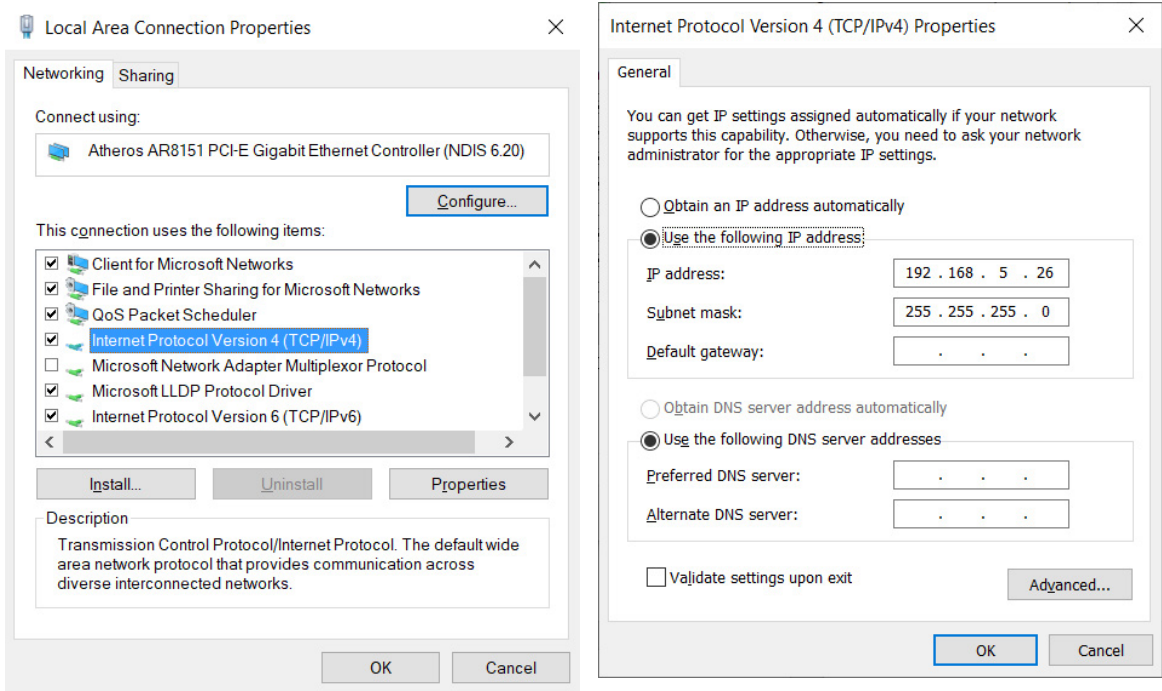 Local Area Connection Properties
Networking
Sharing
Connect using:
Atheros AR8151 PCI-E Gigabit Ethernet Controller (NDIS 6.20)
Configure...
This connection uses the following items:
Client for Microsoft Networks
File and Printer Sharing for Microsoft Networks
QoS Packet Scheduler
Internet Protocol Version 4 (TCP/IPv4)
Microsoft Network Adapter Multiplexor Protocol
Microsoft LLDP Protocol Driver
Internet Protocol Version 6 (TCP/IPv6)
Install...
Uninstall
Properties
Description
Transmission Control Protocol/Internet Protocol. The default wide
area network protocol that provides communication across
diverse interconnected networks.
OK
Cancel
Internet Protocol Version 4 (TCP/IPv4) Properties
General
You can get IP settings assigned automatically if your network
supports this capability. Otherwise, you need to ask your network
administrator for the appropriate IP settings.
Obtain an IP address automatically
Use the following IP address
IP address:
192 . 168 . 5 . 26
Subnet mask:
255 . 255 . 255 . 0
Default gateway:
. . .
Obtain DNS server address automatically
Use the following DNS server addresses
Preferred DNS server:
. . .
Alternate DNS server:
. . .
Validate settings upon exit
Advanced...
OK
Cancel